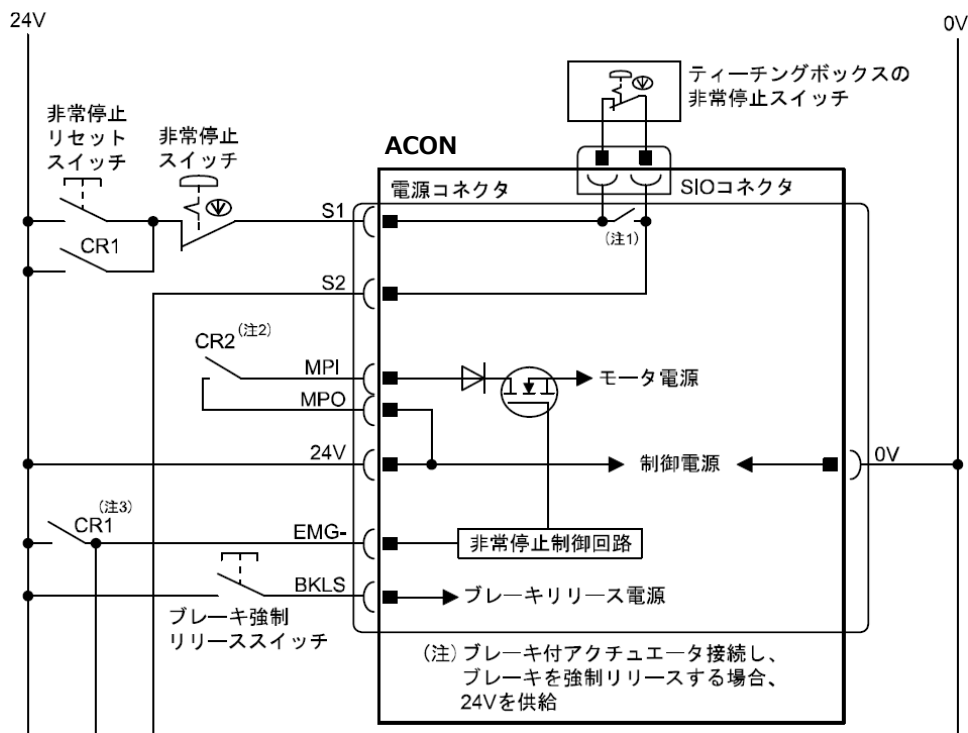 24V
0V
ティーチングボックスの
非常停止スイッチ
非常停止
リセット
スイッチ
非常停止
スイッチ
ACON
電源コネクタ
SIOコネクタ
S1
(注1)
CR1
S2
CR2(注2)
MPI
モータ電源
MPO
24V
制御電源
0V
CR1(注3)
EMG-
非常停止制御回路
BKLS
ブレーキリリース電源
ブレーキ強制
リリーススイッチ
(注)ブレーキ付アクチュエータ接続し、
ブレーキを強制リリースする場合、
24Vを供給